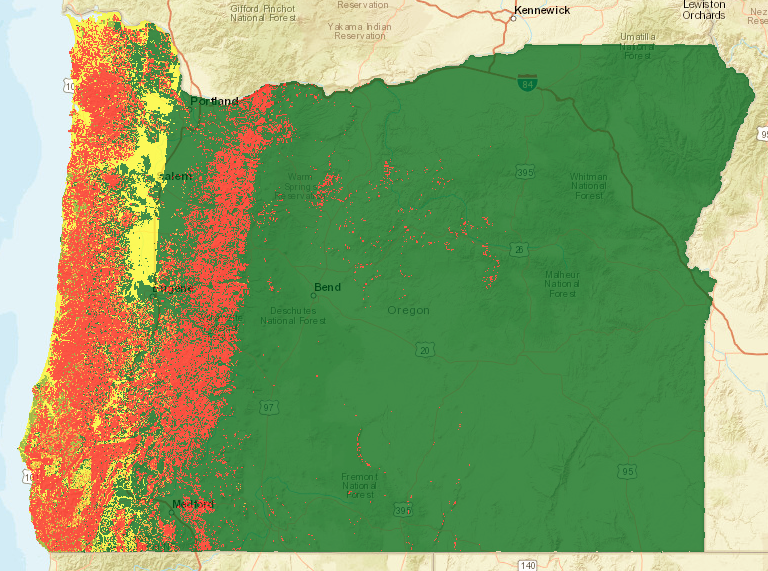 Gifford Pinchot
National Forest
Reservation
Yakama Indian
Reservation
Kennewick
Lewiston
Orchards
Umatilla
National
Forest
10
84
Portland
95
Salem
Warm
Springs
Reservation
395
Whitman
National
Forest
26
Malheur
National
Forest
Eugene
Bend
Deschutes
National Forest
Oregon
20
97
Fremont
National
Forest
95
10
Medford
395
140